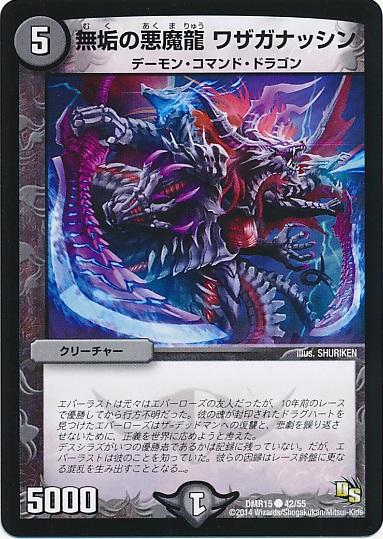 5
む く あく ま りゅう
無垢の悪魔龍 ワザガナッシン
デーモン・コマンド・ドラゴン
illus. SHURIKEN
クリーチャー
エバーラストは元々はエバーローズの友人だったが、10年前のレース
で優勝してから行方不明だった。彼の魂が封印されたドラグハートを
見つけたエバーローズはザ=デッドマンへの復讐と、悲劇を繰り返
させないために、正義を世界に広めようと考えた。
デスシラズがいつの優勝者であるかは記録に残っていない。だが、エバ
ーラストは彼のことを知っていた。彼らの因縁はレース終盤に更な
る混乱を生み出すこととなる…。
5000
DS
DMR15 ● 42/55
©2014 Wizards/Shogakukan/Mitsui-Kids